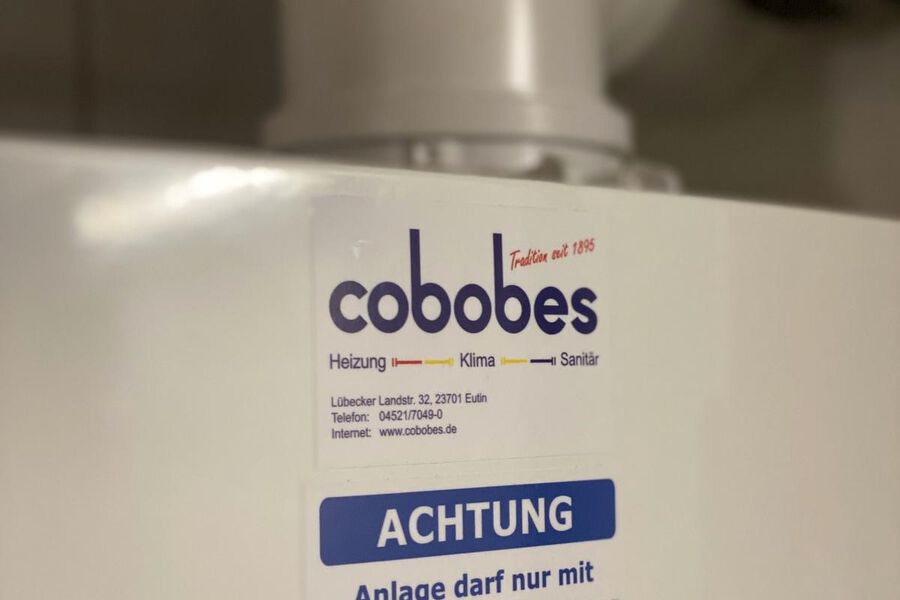 Tradition seit 1895
cobobes
Heizung Klima Sanitär
Lübecker Landstr. 32, 23701 Eutin
Telefon: 04521/7049-0
Internet: www.cobobes.de
ACHTUNG
Anlage darf nur mit